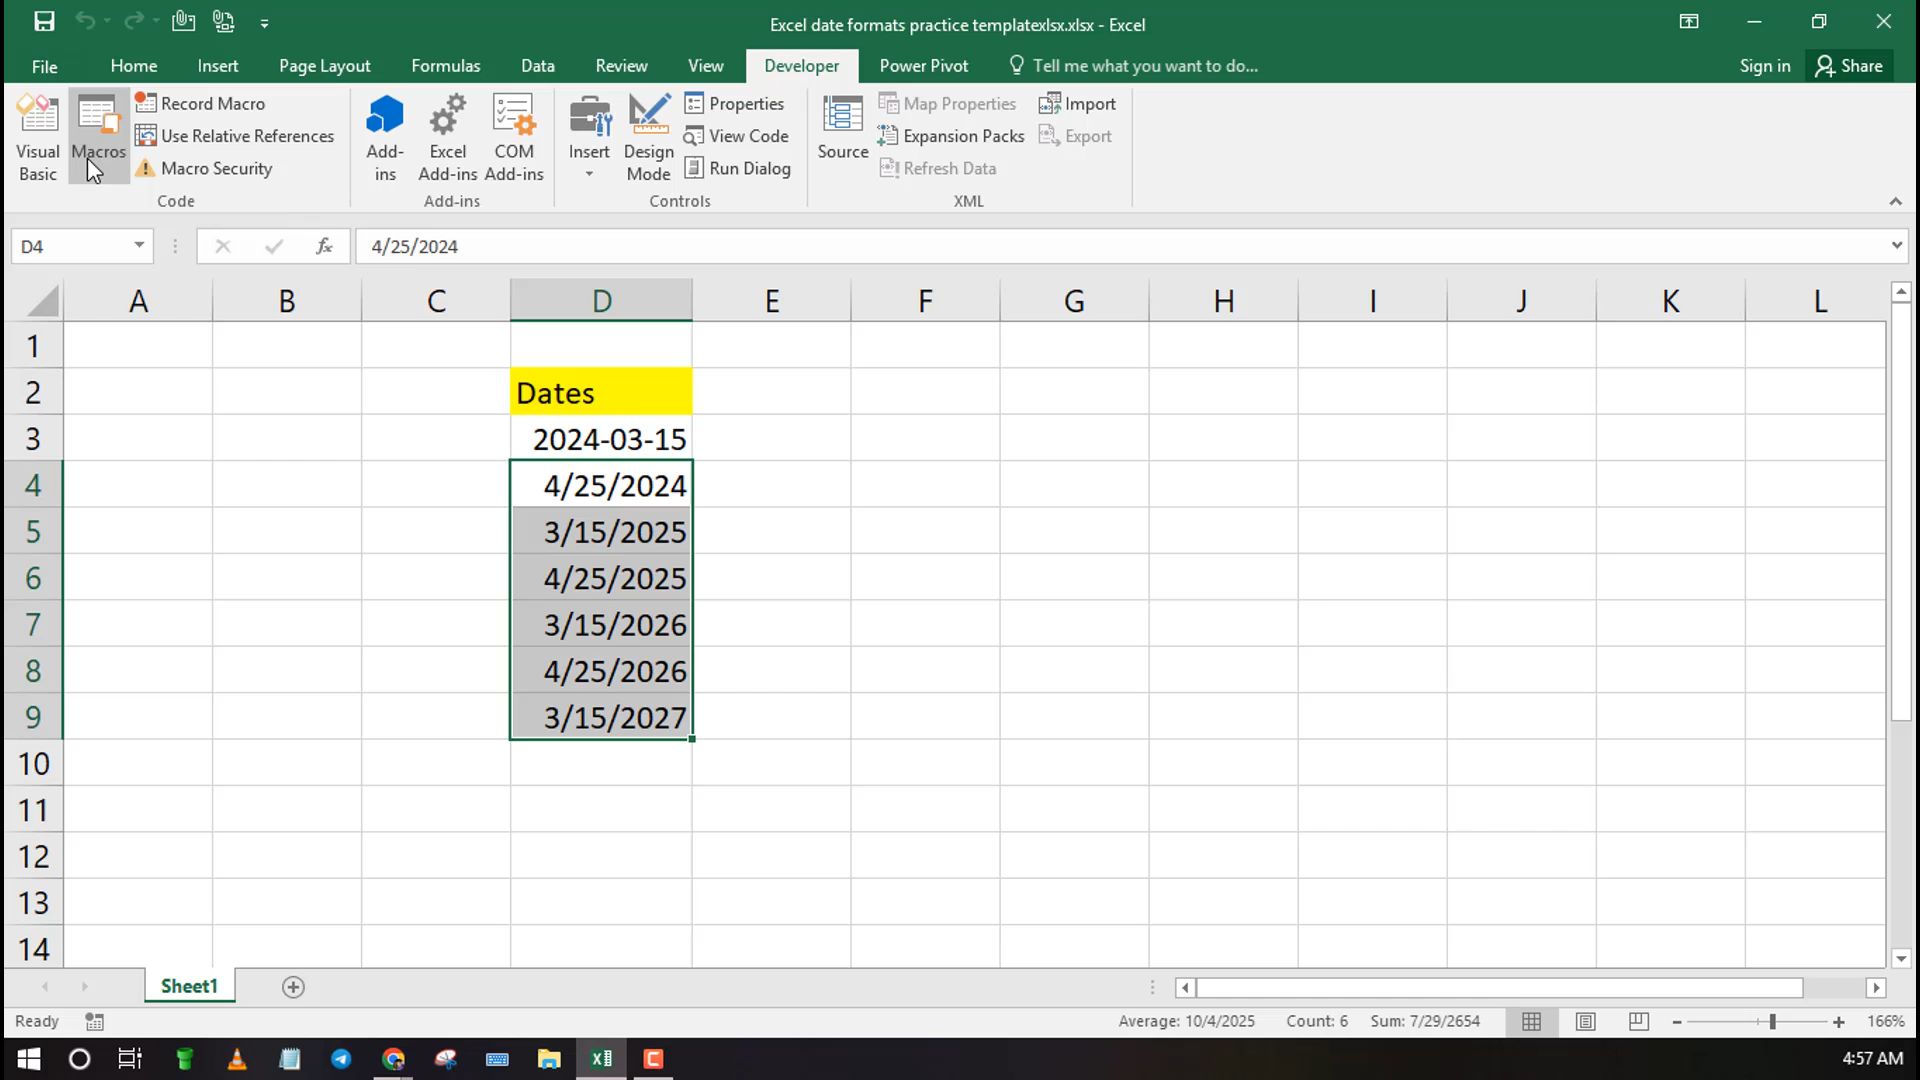 Excel date formats practice templatexlsx.xlsx - Excel
File Home Insert Page Layout Formulas Data Review View Developer Power Pivot Tell me what you want to do... Sign in Share
Visual Basic
Macros
Record Macro
Use Relative References
Macro Security
Code
Add-ins
Excel Add-ins
COM Add-ins
Add-ins
Insert
Design Mode
Properties
View Code
Run Dialog
Controls
Source
Map Properties
Expansion Packs
Refresh Data
Import
Export
XML
D4 fx 4/25/2024
A B C D E F G H I J K L
1
2 Dates
3 2024-03-15
4 4/25/2024
5 3/15/2025
6 4/25/2025
7 3/15/2026
8 4/25/2026
9 3/15/2027
10
11
12
13
14
Sheet1
Ready Average: 10/4/2025 Count: 6 Sum: 7/29/2654 166%
4:57 AM